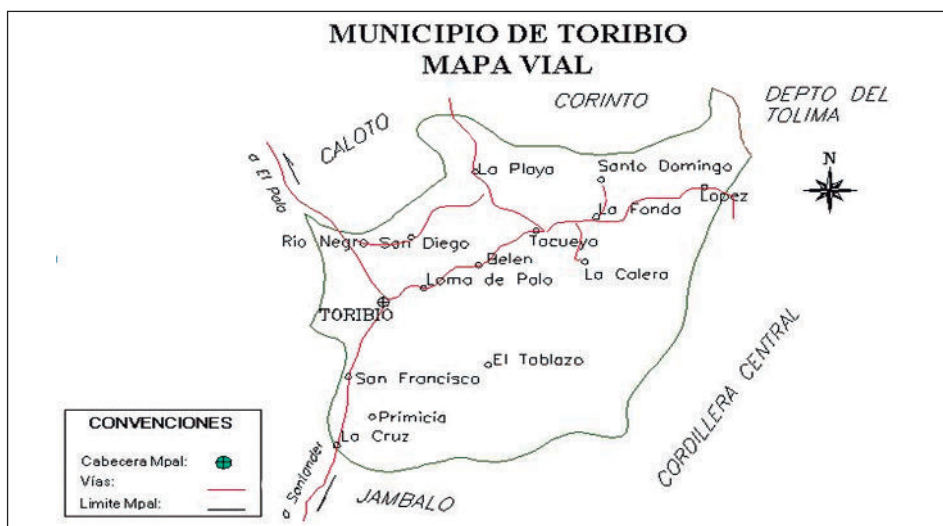 MUNICIPIO DE TORIBIO
MAPA VIAL
CORINTO
DEPTO DEL
TOLIMA
CALOTO
a El Palo
N
La Playa
Santo Domingo
Lopez
La Fonda
Rio Negro
San Diego
Tacueyo
Belen
La Calera
Loma de Palo
TORIBIO
El Tablazo
San Francisco
CORDILLERA CENTRAL
Primicia
La Cruz
a Santander
JAMBALO
CONVENCIONES
Cabecera Mpal:
Vías:
Limite Mpal: